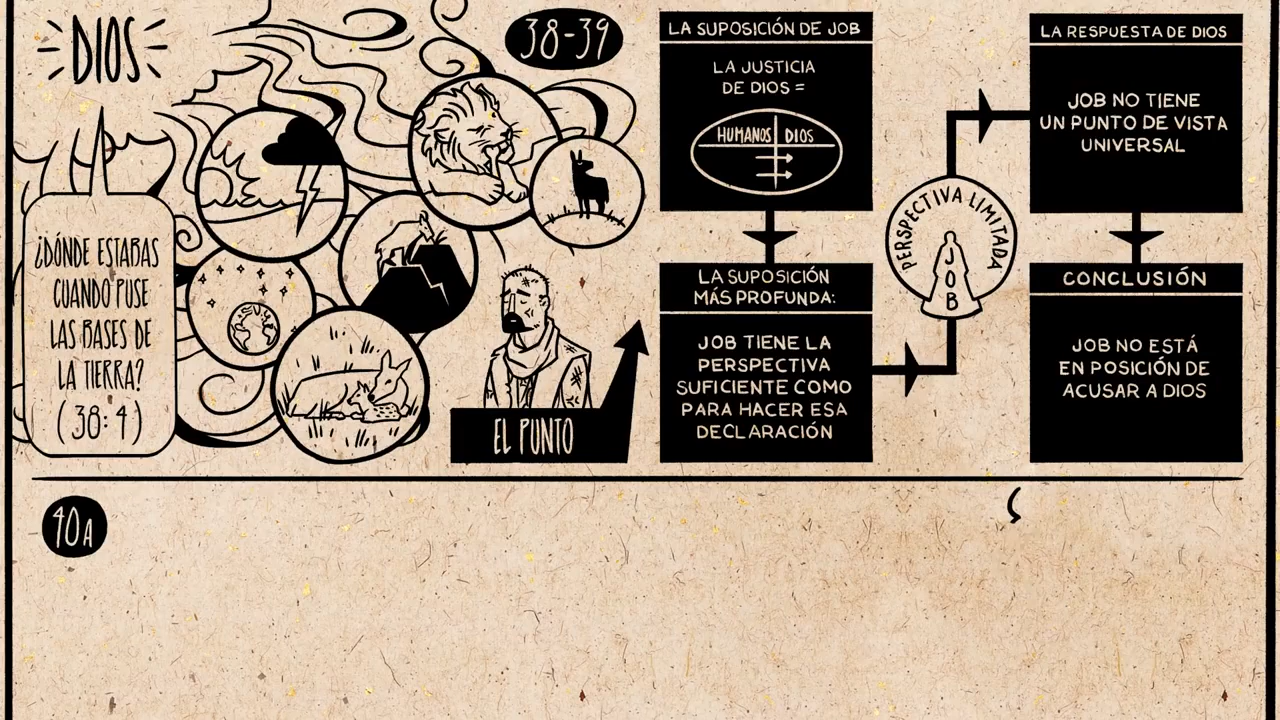 DIOS
38-39
¿DÓNDE ESTABAS
CUANDO PUSE
LAS BASES DE
LA TIERRA?
(38:4)
EL PUNTO
LA SUPOSICIÓN DE JOB
LA JUSTICIA
DE DIOS =
HUMANOS DIOS
LA SUPOSICIÓN
MÁS PROFUNDA:
JOB TIENE LA
PERSPECTIVA
SUFICIENTE COMO
PARA HACER ESA
DECLARACIÓN
PERSPECTIVA LIMITADA
JOB
LA RESPUESTA DE DIOS
JOB NO TIENE
UN PUNTO DE VISTA
UNIVERSAL
CONCLUSIÓN
JOB NO ESTÁ
EN POSICIÓN DE
ACUSAR A DIOS
40A